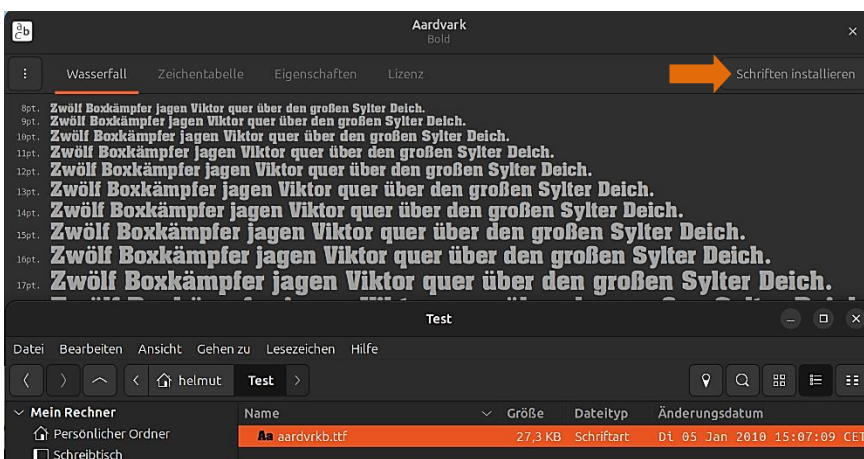 Aardvark
Bold
Wasserfall Zeichentabelle Eigenschaften Lizenz Schriften installieren
8pt. Zwölf Boxkämpfer jagen Viktor quer über den großen Sylter Deich.
9pt. Zwölf Boxkämpfer jagen Viktor quer über den großen Sylter Deich.
10pt. Zwölf Boxkämpfer jagen Viktor quer über den großen Sylter Deich.
11pt. Zwölf Boxkämpfer jagen Viktor quer über den großen Sylter Deich.
12pt. Zwölf Boxkämpfer jagen Viktor quer über den großen Sylter Deich.
13pt. Zwölf Boxkämpfer jagen Viktor quer über den großen Sylter Deich.
14pt. Zwölf Boxkämpfer jagen Viktor quer über den großen Sylter Deich.
15pt. Zwölf Boxkämpfer jagen Viktor quer über den großen Sylter Deich.
16pt. Zwölf Boxkämpfer jagen Viktor quer über den großen Sylter Deich.
17pt. Zwölf Boxkämpfer jagen Viktor quer über den großen Sylter Deich.
Test
Datei Bearbeiten Ansicht Gehen zu Lesezeichen Hilfe
helmut Test
Mein Rechner Name Größe Dateityp Änderungsdatum
Persönlicher Ordner Aa aardvrkb.ttf 27,3 KB Schriftart Di 05 Jan 2010 15:07:09 CET
Schreibtisch